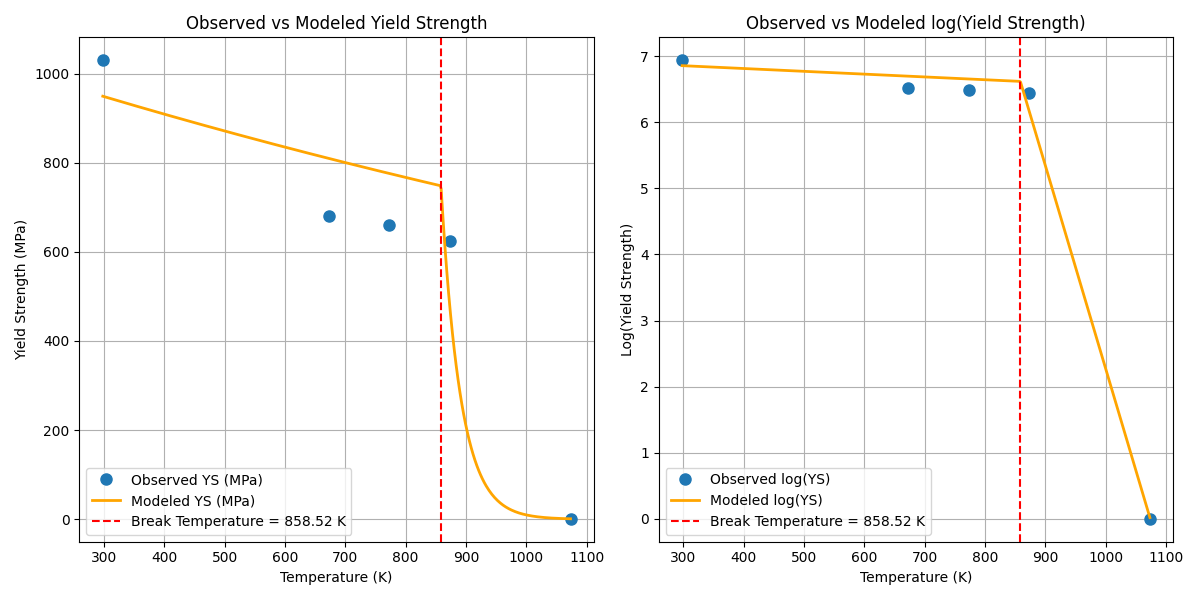 Observed vs Modeled Yield Strength
Yield Strength (MPa)
1000
800
600
400
200
0
Observed YS (MPa)
Modeled YS (MPa)
Break Temperature = 858.52 K
300 400 500 600 700 800 900 1000 1100
Temperature (K)
Observed vs Modeled log(Yield Strength)
Log(Yield Strength)
7
6
5
4
3
2
1
0
Observed log(YS)
Modeled log(YS)
Break Temperature = 858.52 K
300 400 500 600 700 800 900 1000 1100
Temperature (K)